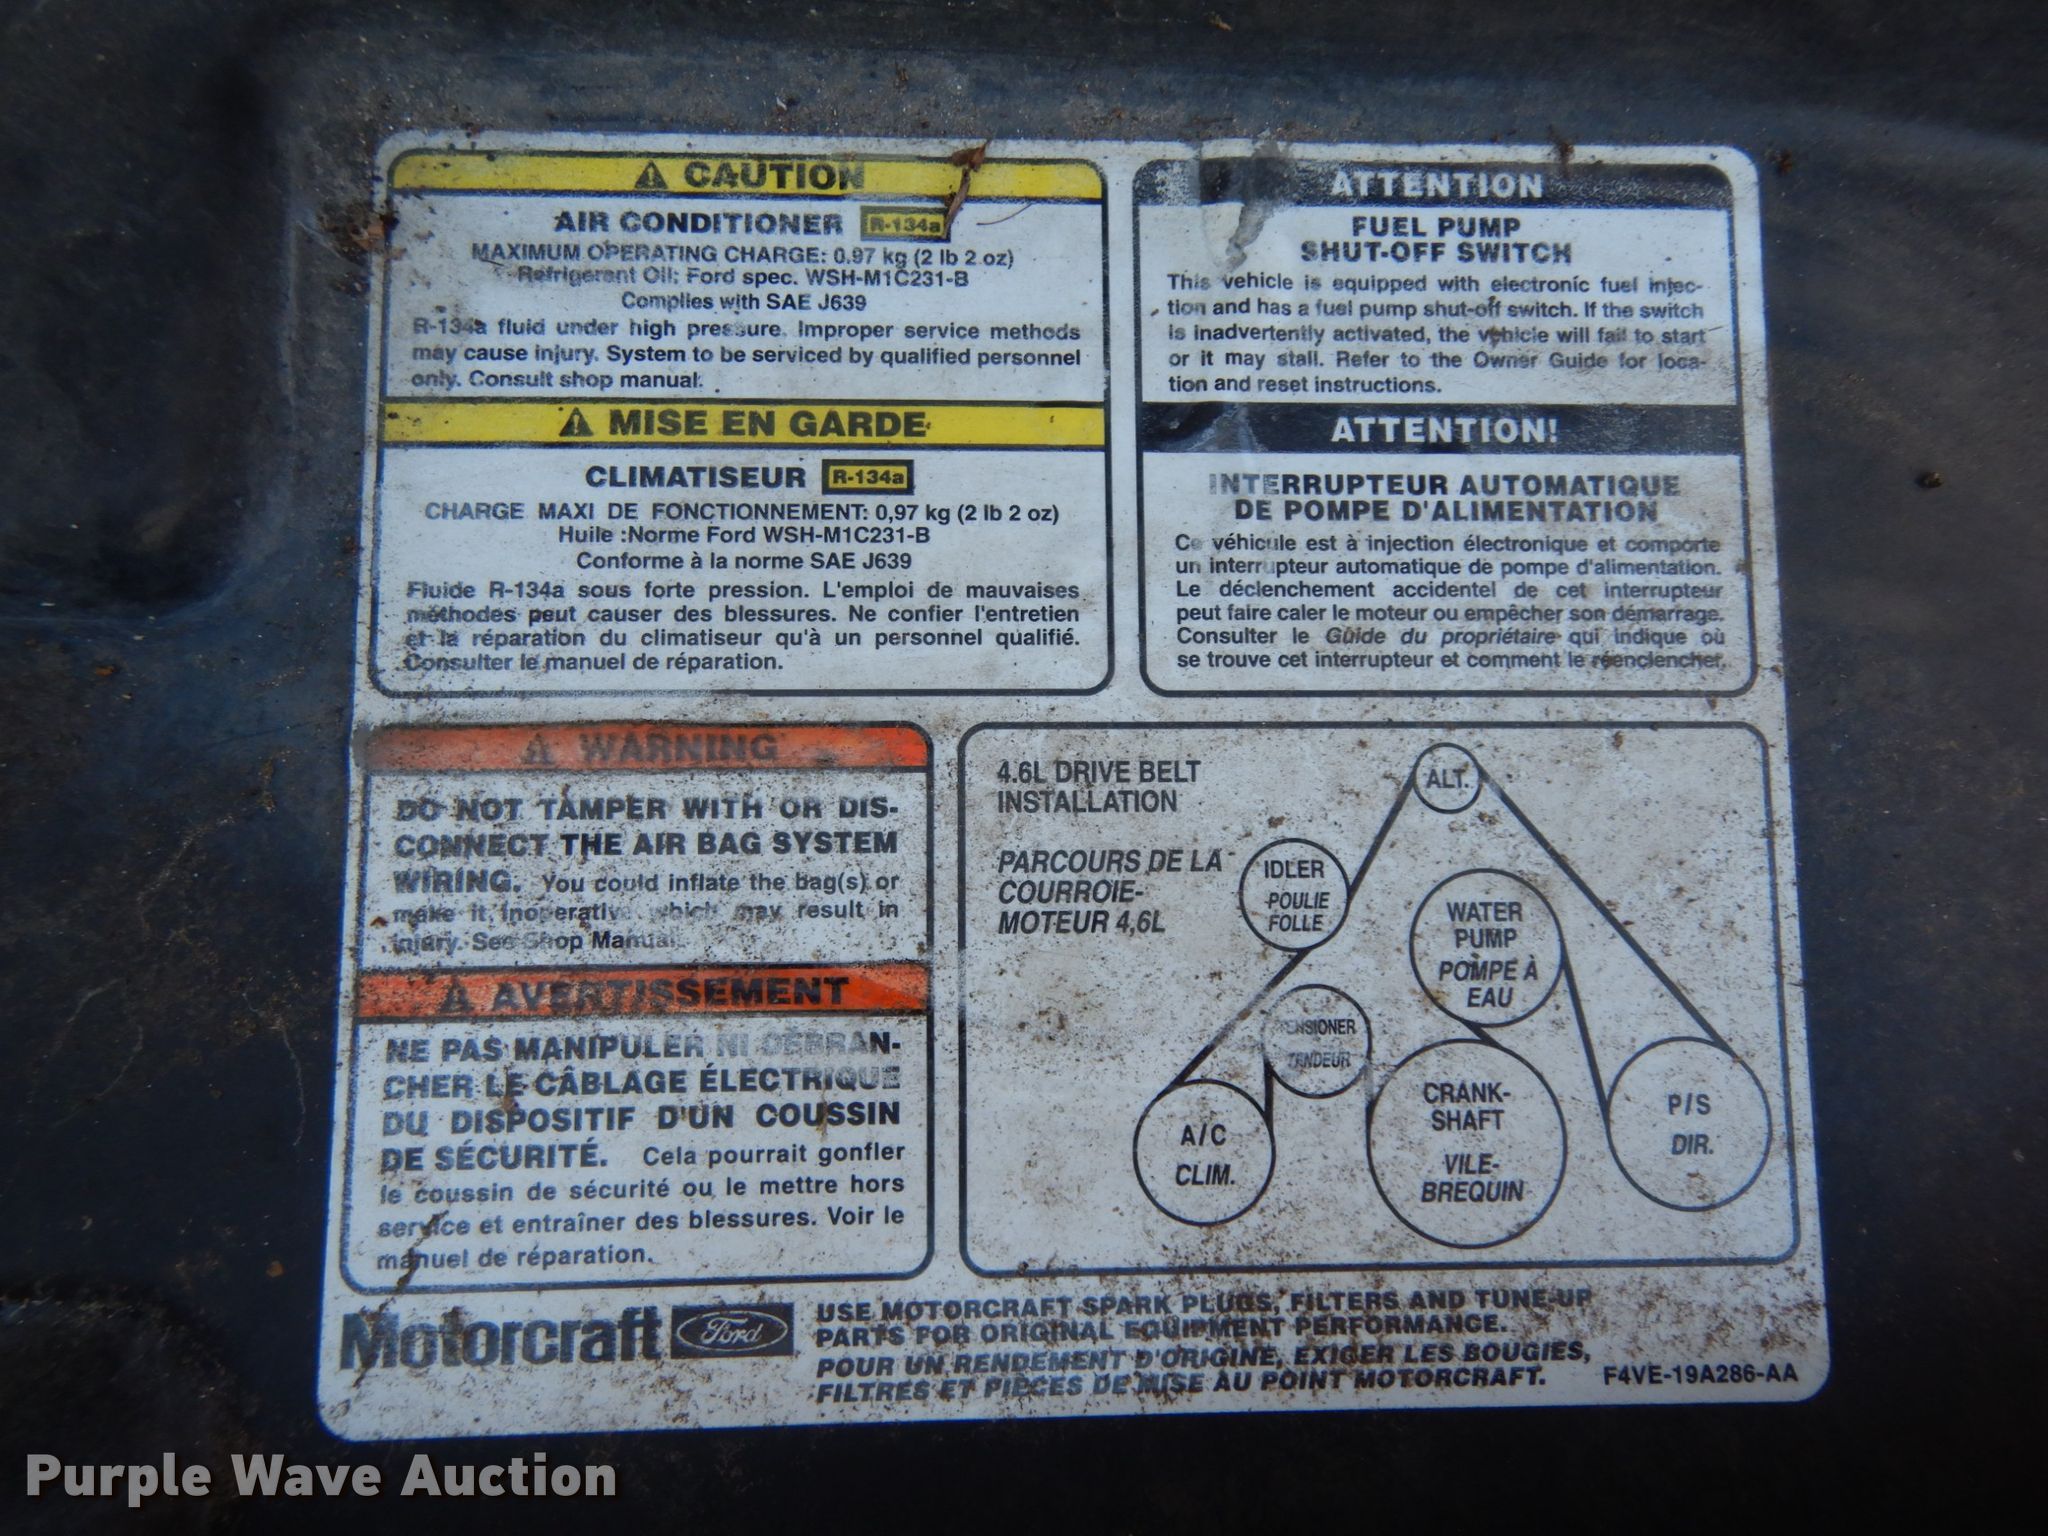 CAUTION
AIR CONDITIONER R-134a
MAXIMUM OPERATING CHARGE: 0.97 kg (2 lb 2 oz)
Refrigerant Oil: Ford spec. WSH-M1C231-B
Complies with SAE J639
R-134a fluid under high pressure. Improper service methods
may cause injury. System to be serviced by qualified personnel
only. Consult shop manual.
MISE EN GARDE
CLIMATISEUR R-134a
CHARGE MAXI DE FONCTIONNEMENT: 0,97 kg (2 lb 2 oz)
Huile :Norme Ford WSH-M1C231-B
Conforme à la norme SAE J639
Fluide R-134a sous forte pression. L'emploi de mauvaises
méthodes peut causer des blessures. Ne confier l'entretien
et la réparation du climatiseur qu'à un personnel qualifié.
Consulter le manuel de réparation.
ATTENTION
FUEL PUMP
SHUT-OFF SWITCH
This vehicle is equipped with electronic fuel injec-
tion and has a fuel pump shut-off switch. If the switch
is inadvertently activated, the vehicle will fail to start
or it may stall. Refer to the Owner Guide for loca-
tion and reset instructions.
ATTENTION!
INTERRUPTEUR AUTOMATIQUE
DE POMPE D'ALIMENTATION
Ce véhicule est à injection électronique et comporte
un interrupteur automatique de pompe d'alimentation.
Le déclenchement accidentel de cet interrupteur
peut faire caler le moteur ou empêcher son démarrage.
Consulter le Guide du propriétaire qui indique où
se trouve cet interrupteur et comment le réenclencher.
WARNING
DO NOT TAMPER WITH OR DIS-
CONNECT THE AIR BAG SYSTEM
WIRING. You could inflate the bag(s) or
make it inoperative which may result in
injury. See Shop Manual.
AVERTISSEMENT
NE PAS MANIPULER NI DÉBRAN-
CHER LE CÂBLAGE ÉLECTRIQUE
DU DISPOSITIF D'UN COUSSIN
DE SÉCURITÉ. Cela pourrait gonfler
le coussin de sécurité ou le mettre hors
service et entraîner des blessures. Voir le
manuel de réparation.
4.6L DRIVE BELT
INSTALLATION
PARCOURS DE LA
COURROIE-
MOTEUR 4,6L
ALT.
IDLER
POULIE
FOLLE
WATER
PUMP
POMPE À
EAU
TENSIONER
TENDEUR
A/C
CLIM.
CRANK-
SHAFT
VILE-
BREQUIN
P/S
DIR.
Motorcraft Ford
USE MOTORCRAFT SPARK PLUGS, FILTERS AND TUNE-UP
PARTS FOR ORIGINAL EQUIPMENT PERFORMANCE.
POUR UN RENDEMENT D'ORIGINE, EXIGER LES BOUGIES,
FILTRES ET PIÈCES DE MISE AU POINT MOTORCRAFT.
F4VE-19A286-AA
Purple Wave Auction